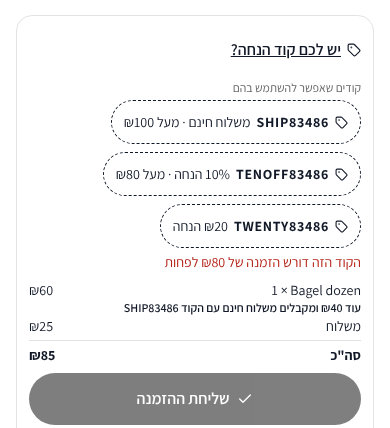 יש לכם קוד הנחה?
קודים שאפשר להשתמש בהם
SHIP83486 משלוח חינם · מעל ₪100
TENOFF83486 10% הנחה · מעל ₪80
TWENTY83486 ₪20 הנחה
הקוד הזה דורש הזמנה של ₪80 לפחות
1 × Bagel dozen ₪60
עוד ₪40 ומקבלים משלוח חינם עם הקוד SHIP83486
משלוח ₪25
סה"כ ₪85
שליחת ההזמנה